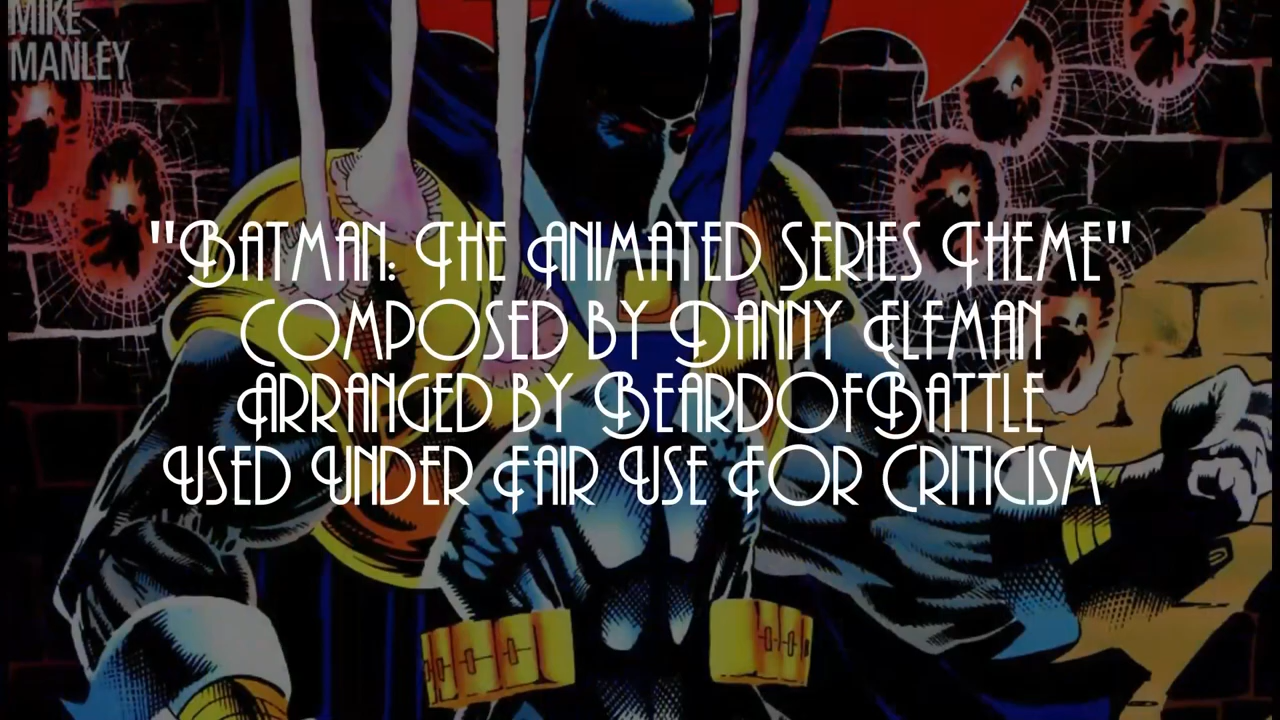 MIKE
MANLEY
"Batman: The Animated Series Theme"
Composed by Danny Elfman
Arranged by BeardofBattle
Used Under Fair Use For Criticism